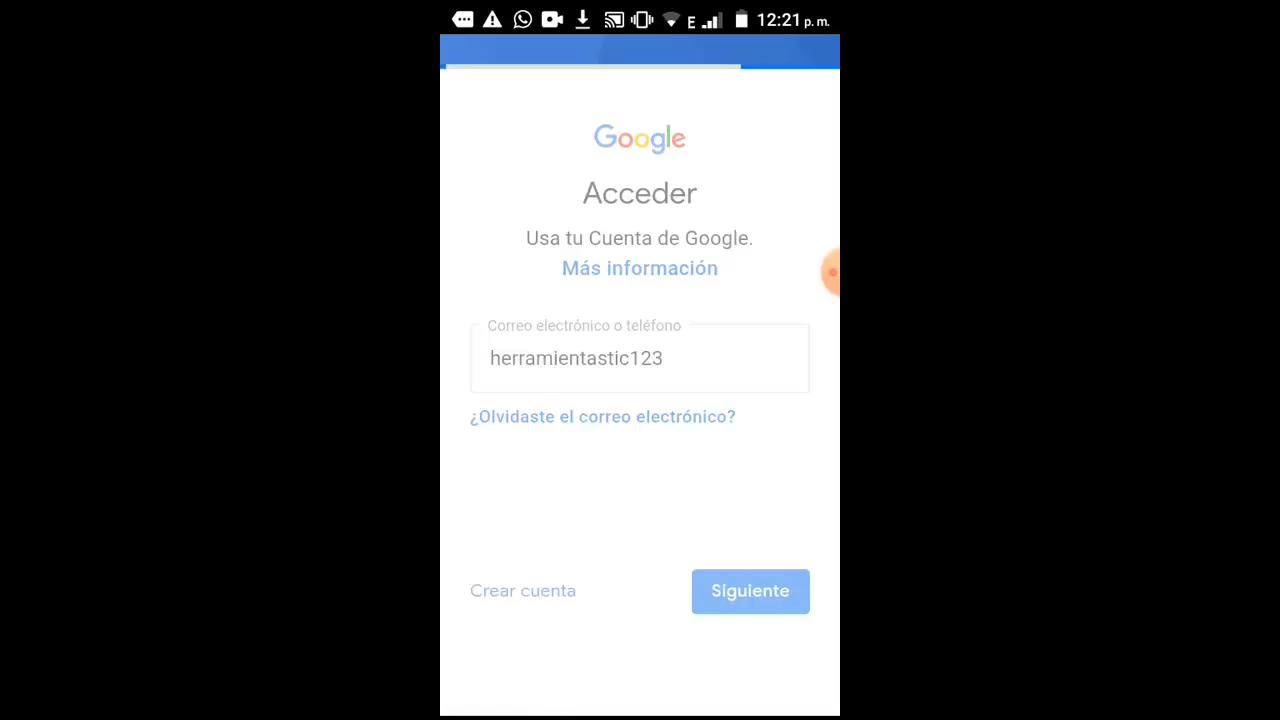 E 12:21 p. m.
Google
Acceder
Usa tu Cuenta de Google.
Más información
Correo electrónico o teléfono
herramientastic123
¿Olvidaste el correo electrónico?
Crear cuenta Siguiente